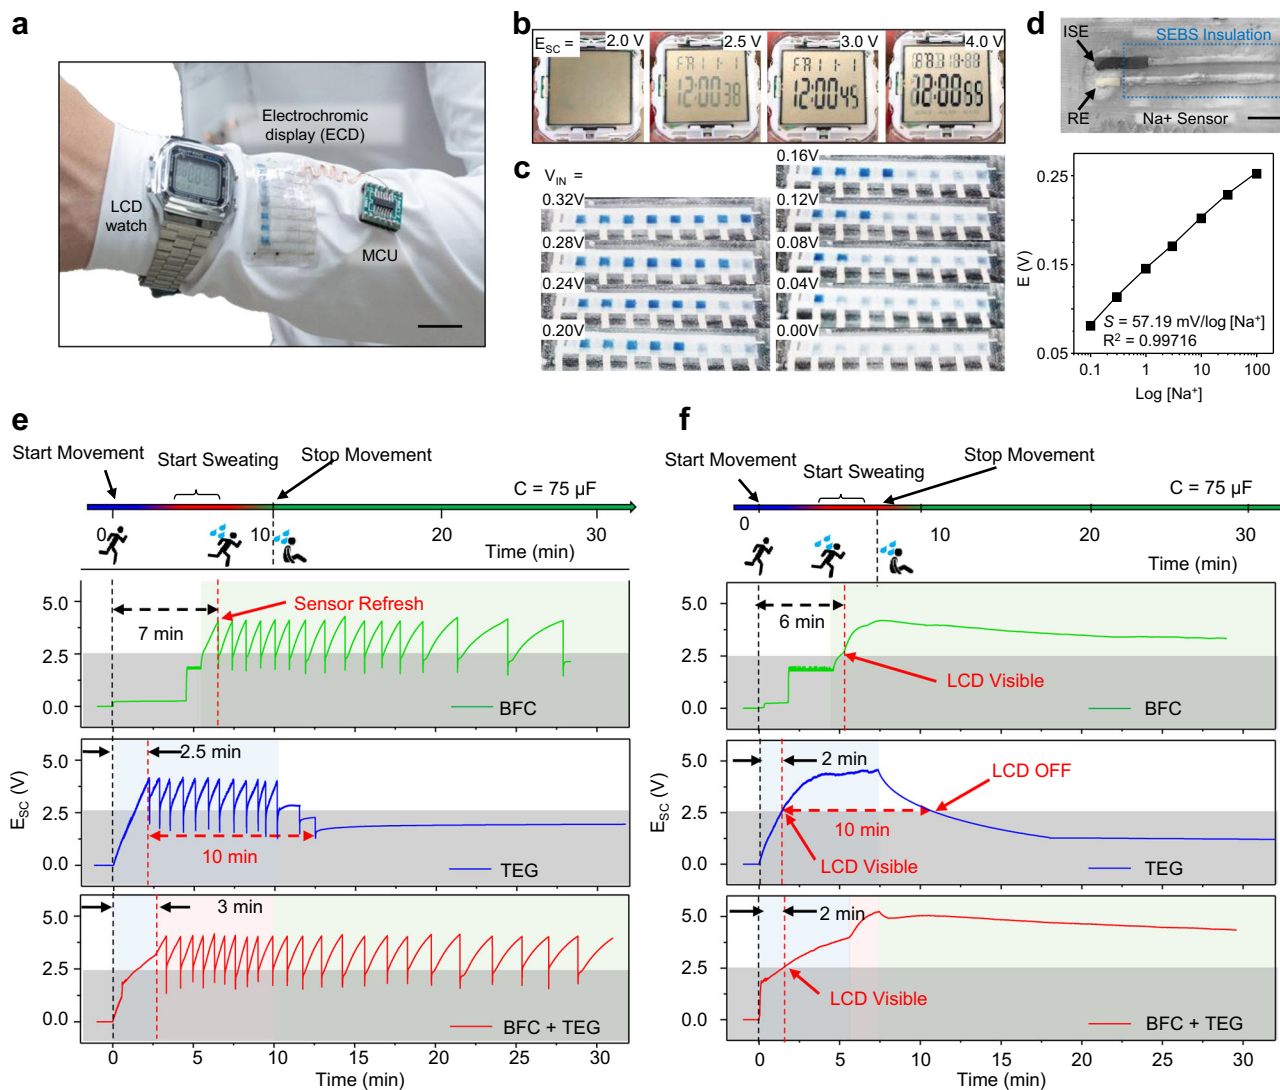 a
Electrochromic
display (ECD)
LCD
watch
MCU
b
E_SC =
2.0 V
2.5 V
3.0 V
4.0 V
FRI 1-1
12:00 38
FRI 1-1
12:00 45
12:00 55
c
V_IN =
0.32V
0.28V
0.24V
0.20V
0.16V
0.12V
0.08V
0.04V
0.00V
d
ISE
SEBS Insulation
RE
Na+ Sensor
E (V)
0.25
0.15
0.05
S = 57.19 mV/log [Na⁺]
R² = 0.99716
0.1 1 10 100
Log [Na⁺]
e
Start Movement
Start Sweating
Stop Movement
C = 75 µF
0 10 20 30
Time (min)
5.0
2.5
0.0
7 min
Sensor Refresh
BFC
E_SC (V)
5.0
2.5
0.0
2.5 min
10 min
TEG
5.0
2.5
0.0
3 min
BFC + TEG
0 5 10 15 20 25 30
Time (min)
f
Start Movement
Start Sweating
Stop Movement
C = 75 µF
0 10 20 30
Time (min)
5.0
2.5
0.0
6 min
LCD Visible
BFC
5.0
2.5
0.0
2 min
LCD OFF
10 min
LCD Visible
TEG
5.0
2.5
0.0
2 min
LCD Visible
BFC + TEG
0 5 10 15 20 25 30
Time (min)